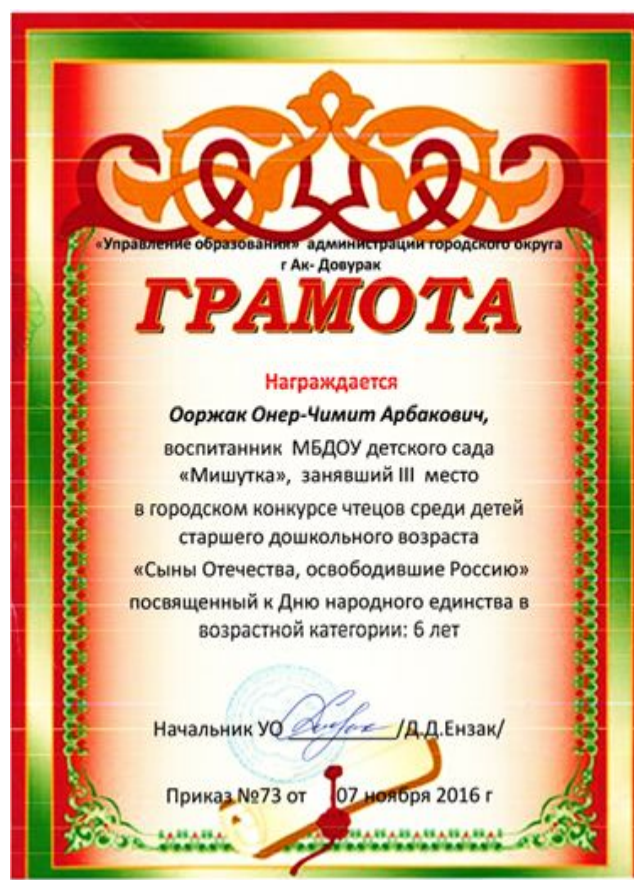 «Управление образования» администрации городского округа
г Ак- Довурак
ГРАМОТА
Награждается
Ооржак Онер-Чимит Арбакович,
воспитанник МБДОУ детского сада
«Мишутка», занявший III место
в городском конкурсе чтецов среди детей
старшего дошкольного возраста
«Сыны Отечества, освободившие Россию»
посвященный к Дню народного единства в
возрастной категории: 6 лет
Начальник УО ____________/Д.Д.Ензак/
Приказ №73 от 07 ноября 2016 г